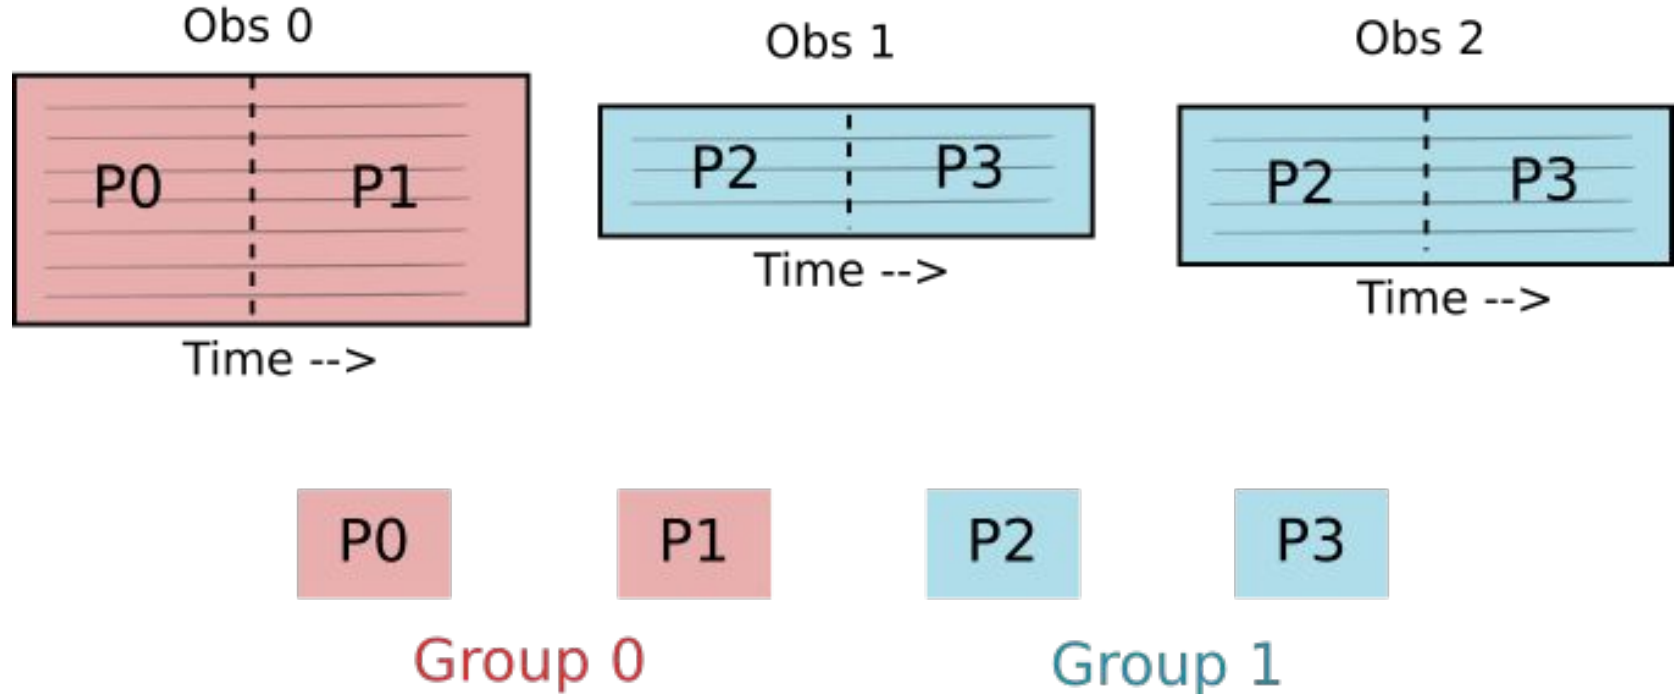 Obs 0
Obs 1
Obs 2
P0 P1
P2 P3
P2 P3
Time -->
Time -->
Time -->
P0 P1 P2 P3
Group 0
Group 1